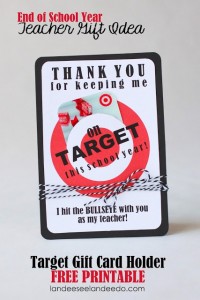 End of School Year
Teacher Gift Idea
THANK YOU
for keeping me
on
TARGET
this school year!
I hit the BULLSEYE with you
as my teacher!
Target Gift Card Holder
FREE PRINTABLE
landeeseelandeedo.com